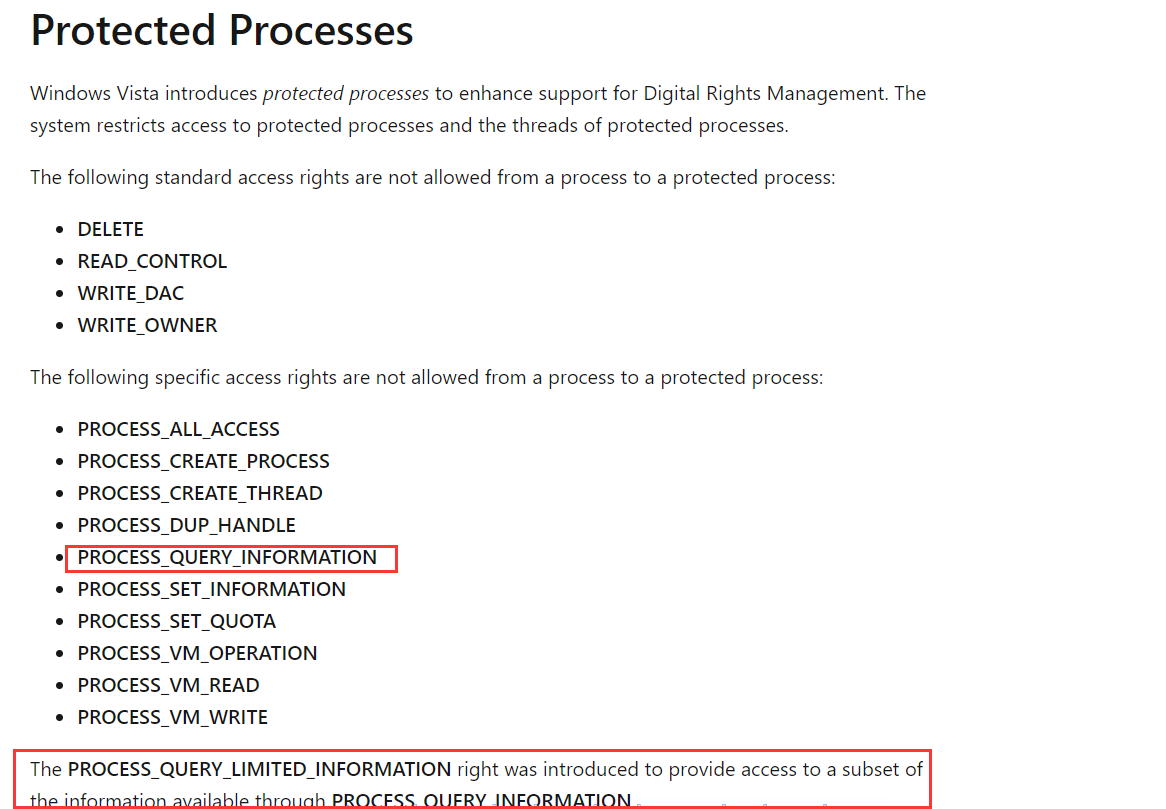 Protected Processes
Windows Vista introduces protected processes to enhance support for Digital Rights Management. The
system restricts access to protected processes and the threads of protected processes.
The following standard access rights are not allowed from a process to a protected process:
• DELETE
• READ_CONTROL
• WRITE_DAC
• WRITE_OWNER
The following specific access rights are not allowed from a process to a protected process:
• PROCESS_ALL_ACCESS
• PROCESS_CREATE_PROCESS
• PROCESS_CREATE_THREAD
• PROCESS_DUP_HANDLE
• PROCESS_QUERY_INFORMATION
• PROCESS_SET_INFORMATION
• PROCESS_SET_QUOTA
• PROCESS_VM_OPERATION
• PROCESS_VM_READ
• PROCESS_VM_WRITE
The PROCESS_QUERY_LIMITED_INFORMATION right was introduced to provide access to a subset of
the information available through PROCESS_QUERY_INFORMATION.